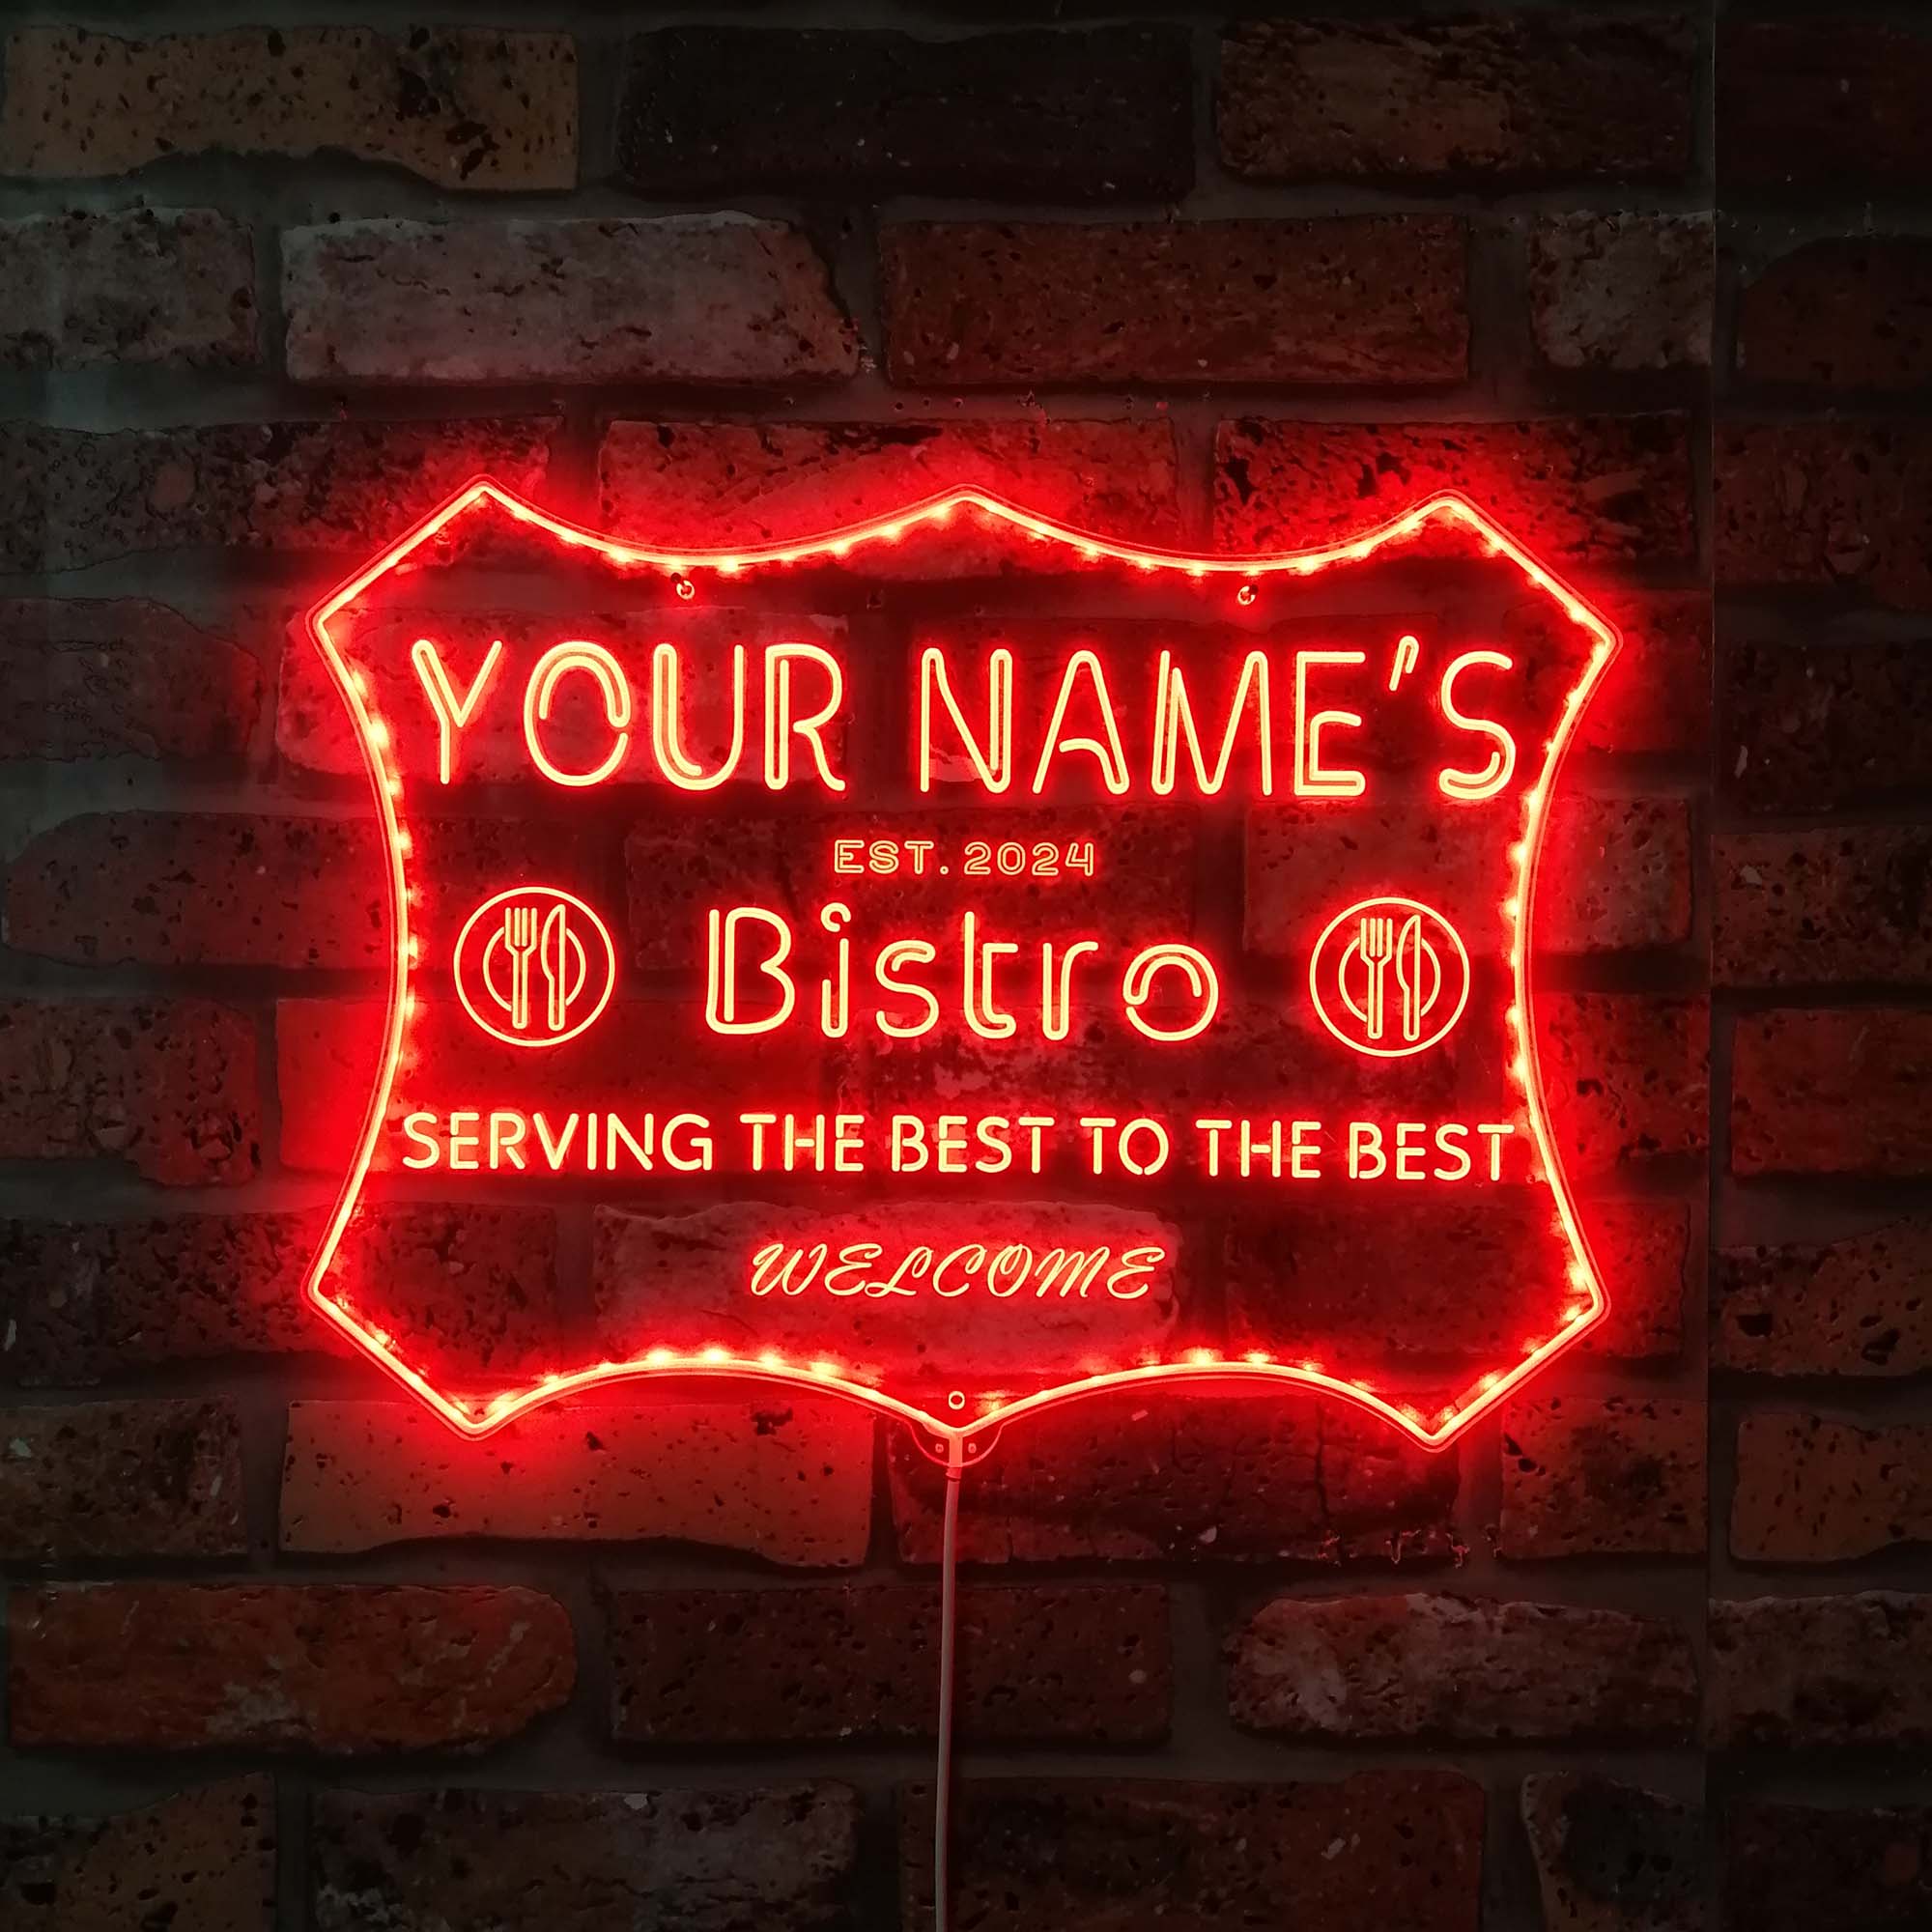 YOUR NAME'S
EST. 2024
Bistro
SERVING THE BEST TO THE BEST
WELCOME